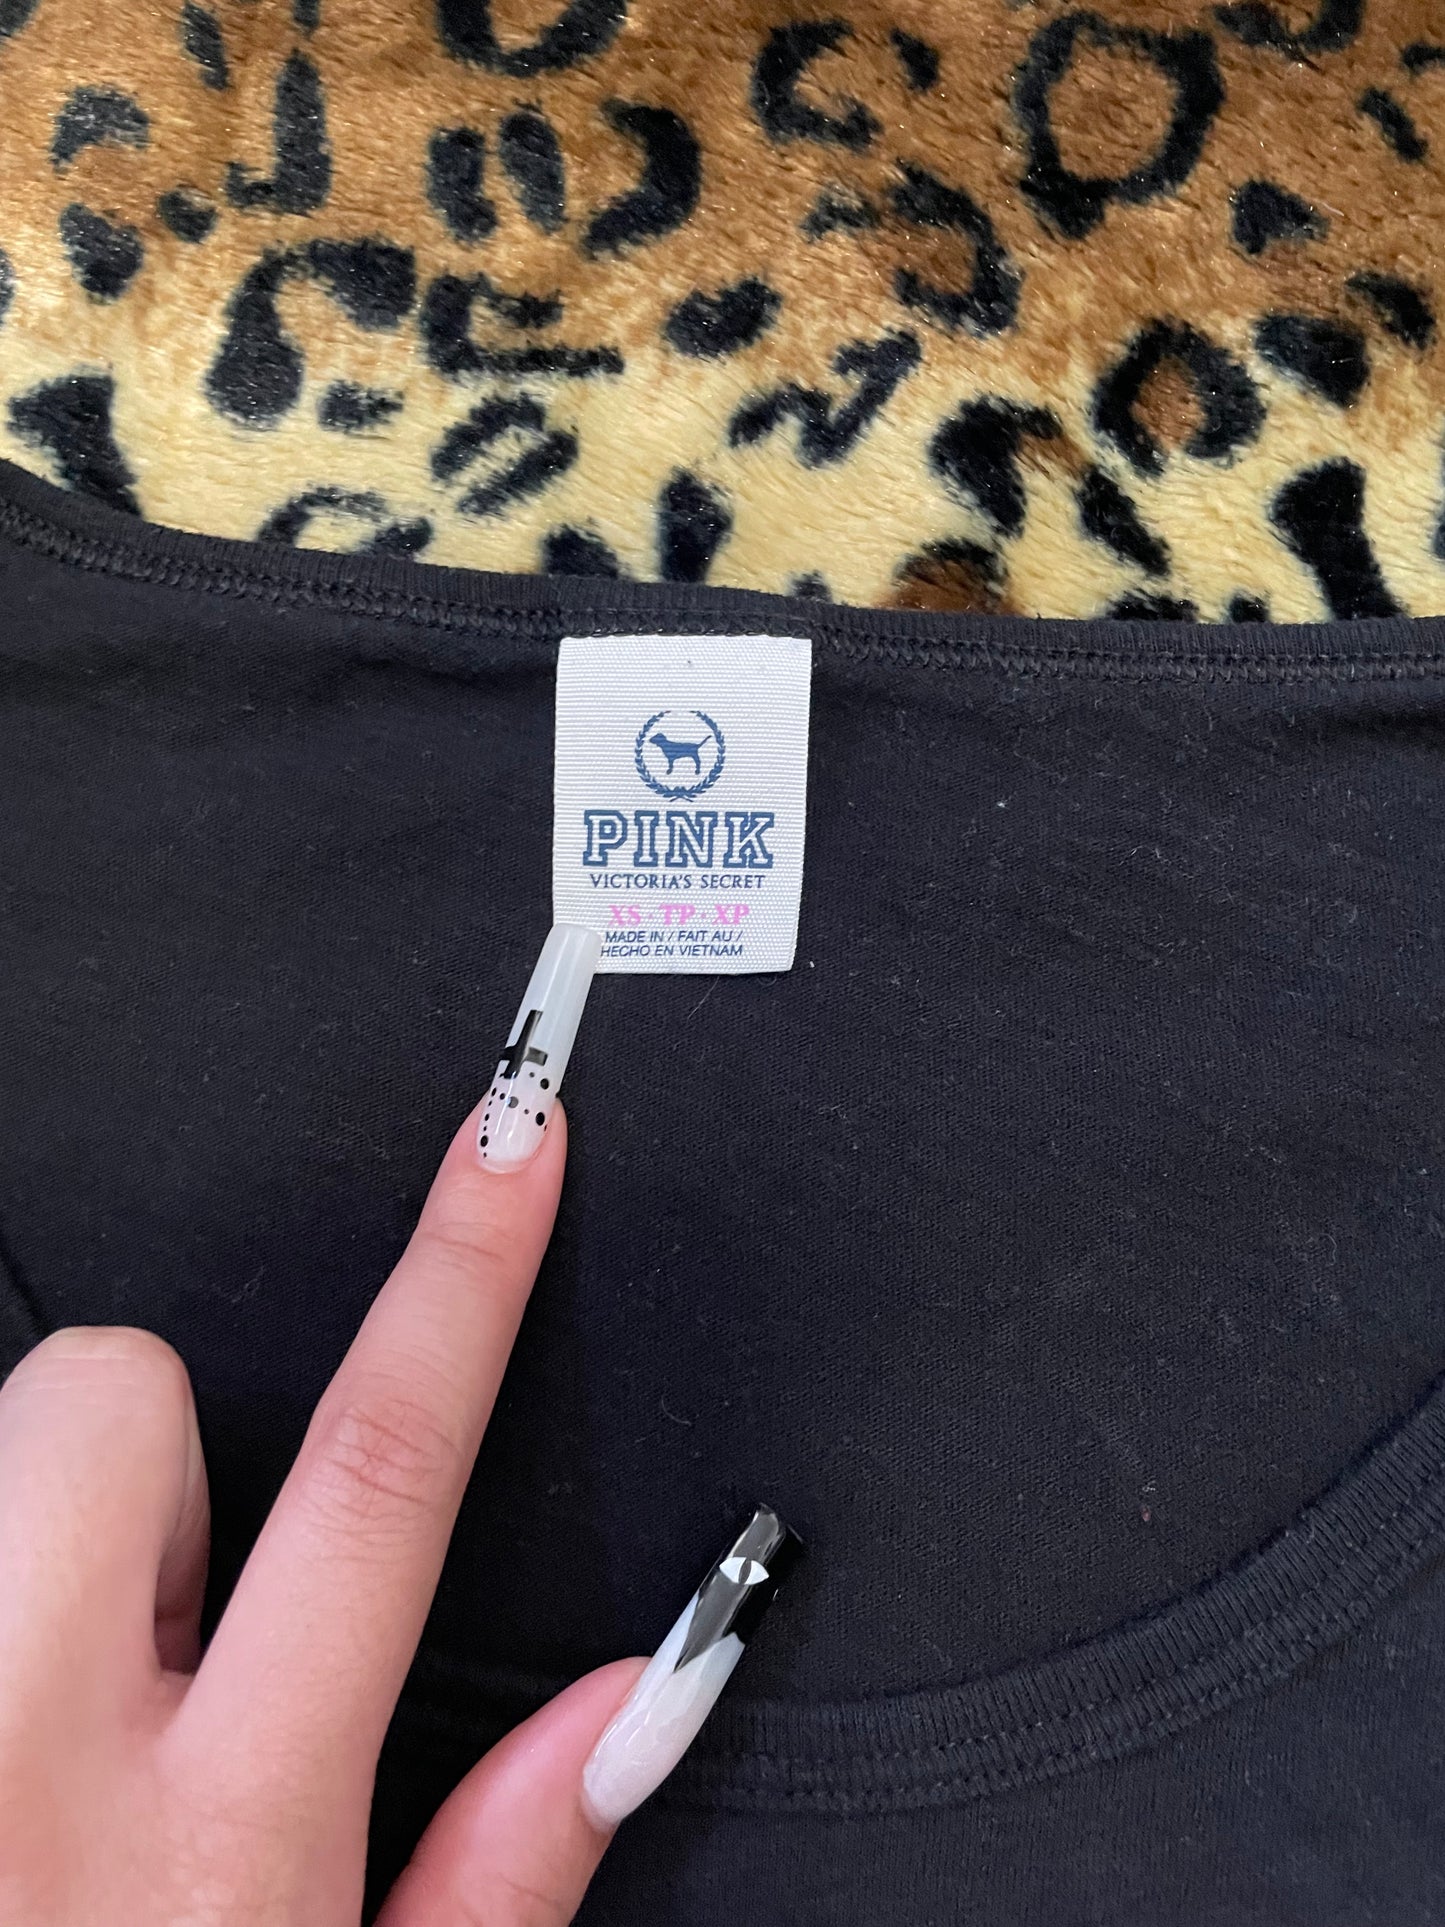 PINK
VICTORIA'S SECRET
XS · TP · XP
MADE IN / FAIT AU /
HECHO EN VIETNAM